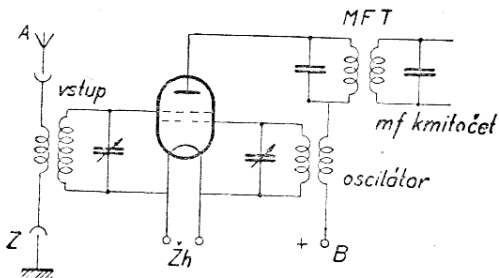 MFT
A
vstup
mf kmitočet
oscilátor
Z
Žh
+ B